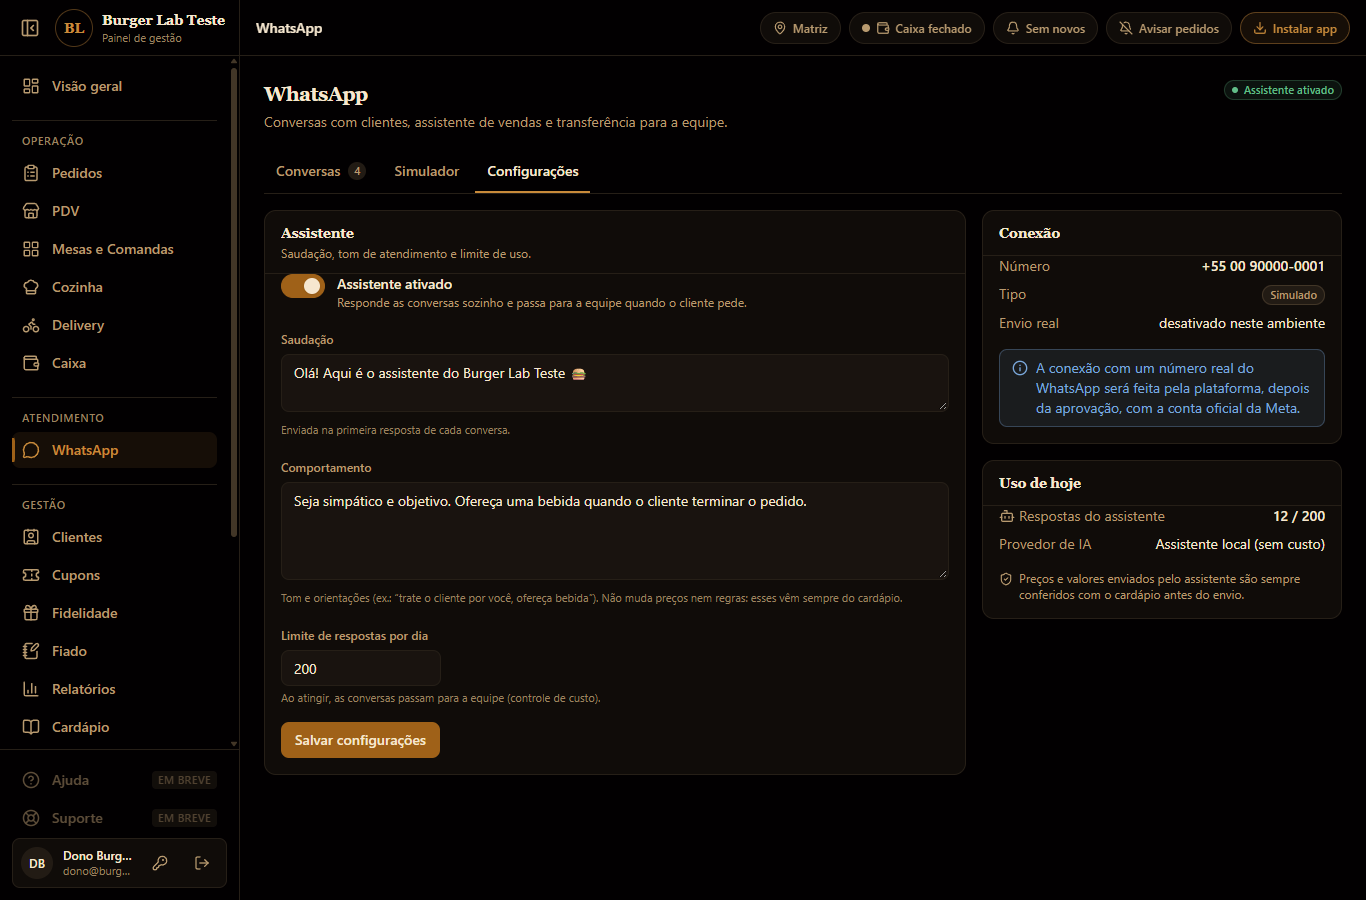 BL
Burger Lab Teste
Painel de gestão
WhatsApp
Matriz
Caixa fechado
Sem novos
Avisar pedidos
Instalar app
Visão geral
OPERAÇÃO
Pedidos
PDV
Mesas e Comandas
Cozinha
Delivery
Caixa
ATENDIMENTO
WhatsApp
GESTÃO
Clientes
Cupons
Fidelidade
Fiado
Relatórios
Cardápio
Ajuda EM BREVE
Suporte EM BREVE
DB
Dono Burg...
dono@burg...
WhatsApp
Assistente ativado
Conversas com clientes, assistente de vendas e transferência para a equipe.
Conversas 4
Simulador
Configurações
Assistente
Saudação, tom de atendimento e limite de uso.
Assistente ativado
Responde as conversas sozinho e passa para a equipe quando o cliente pede.
Saudação
Olá! Aqui é o assistente do Burger Lab Teste 🍔
Enviada na primeira resposta de cada conversa.
Comportamento
Seja simpático e objetivo. Ofereça uma bebida quando o cliente terminar o pedido.
Tom e orientações (ex.: "trate o cliente por você, ofereça bebida"). Não muda preços nem regras: esses vêm sempre do cardápio.
Limite de respostas por dia
200
Ao atingir, as conversas passam para a equipe (controle de custo).
Salvar configurações
Conexão
Número +55 00 90000-0001
Tipo Simulado
Envio real desativado neste ambiente
A conexão com um número real do
WhatsApp será feita pela plataforma, depois
da aprovação, com a conta oficial da Meta.
Uso de hoje
Respostas do assistente 12 / 200
Provedor de IA Assistente local (sem custo)
Preços e valores enviados pelo assistente são sempre
conferidos com o cardápio antes do envio.